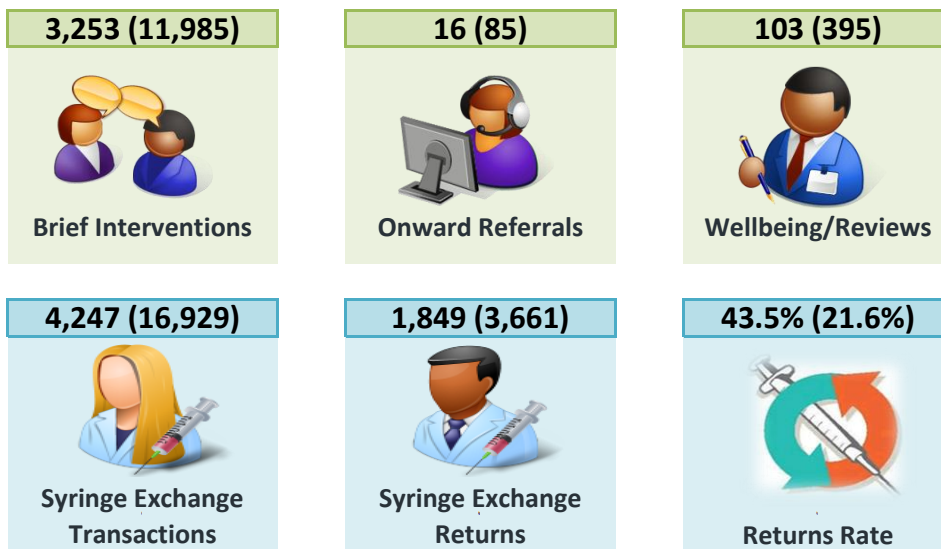 3,253 (11,985)
Brief Interventions
16 (85)
Onward Referrals
103 (395)
Wellbeing/Reviews
4,247 (16,929)
Syringe Exchange
Transactions
1,849 (3,661)
Syringe Exchange
Returns
43.5% (21.6%)
Returns Rate